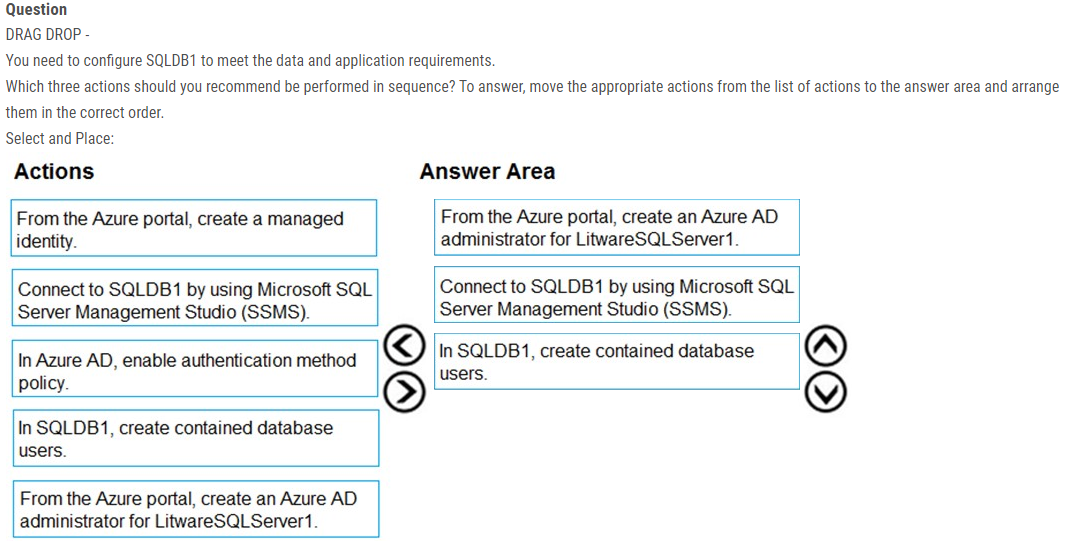 Question
DRAG DROP -
You need to configure SQLDB1 to meet the data and application requirements.
Which three actions should you recommend be performed in sequence? To answer, move the appropriate actions from the list of actions to the answer area and arrange
them in the correct order.
Select and Place:
Actions
From the Azure portal, create a managed
identity.
Connect to SQLDB1 by using Microsoft SQL
Server Management Studio (SSMS).
In Azure AD, enable authentication method
policy.
In SQLDB1, create contained database
users.
From the Azure portal, create an Azure AD
administrator for LitwareSQLServer1.
Answer Area
From the Azure portal, create an Azure AD
administrator for LitwareSQLServer1.
Connect to SQLDB1 by using Microsoft SQL
Server Management Studio (SSMS).
In SQLDB1, create contained database
users.